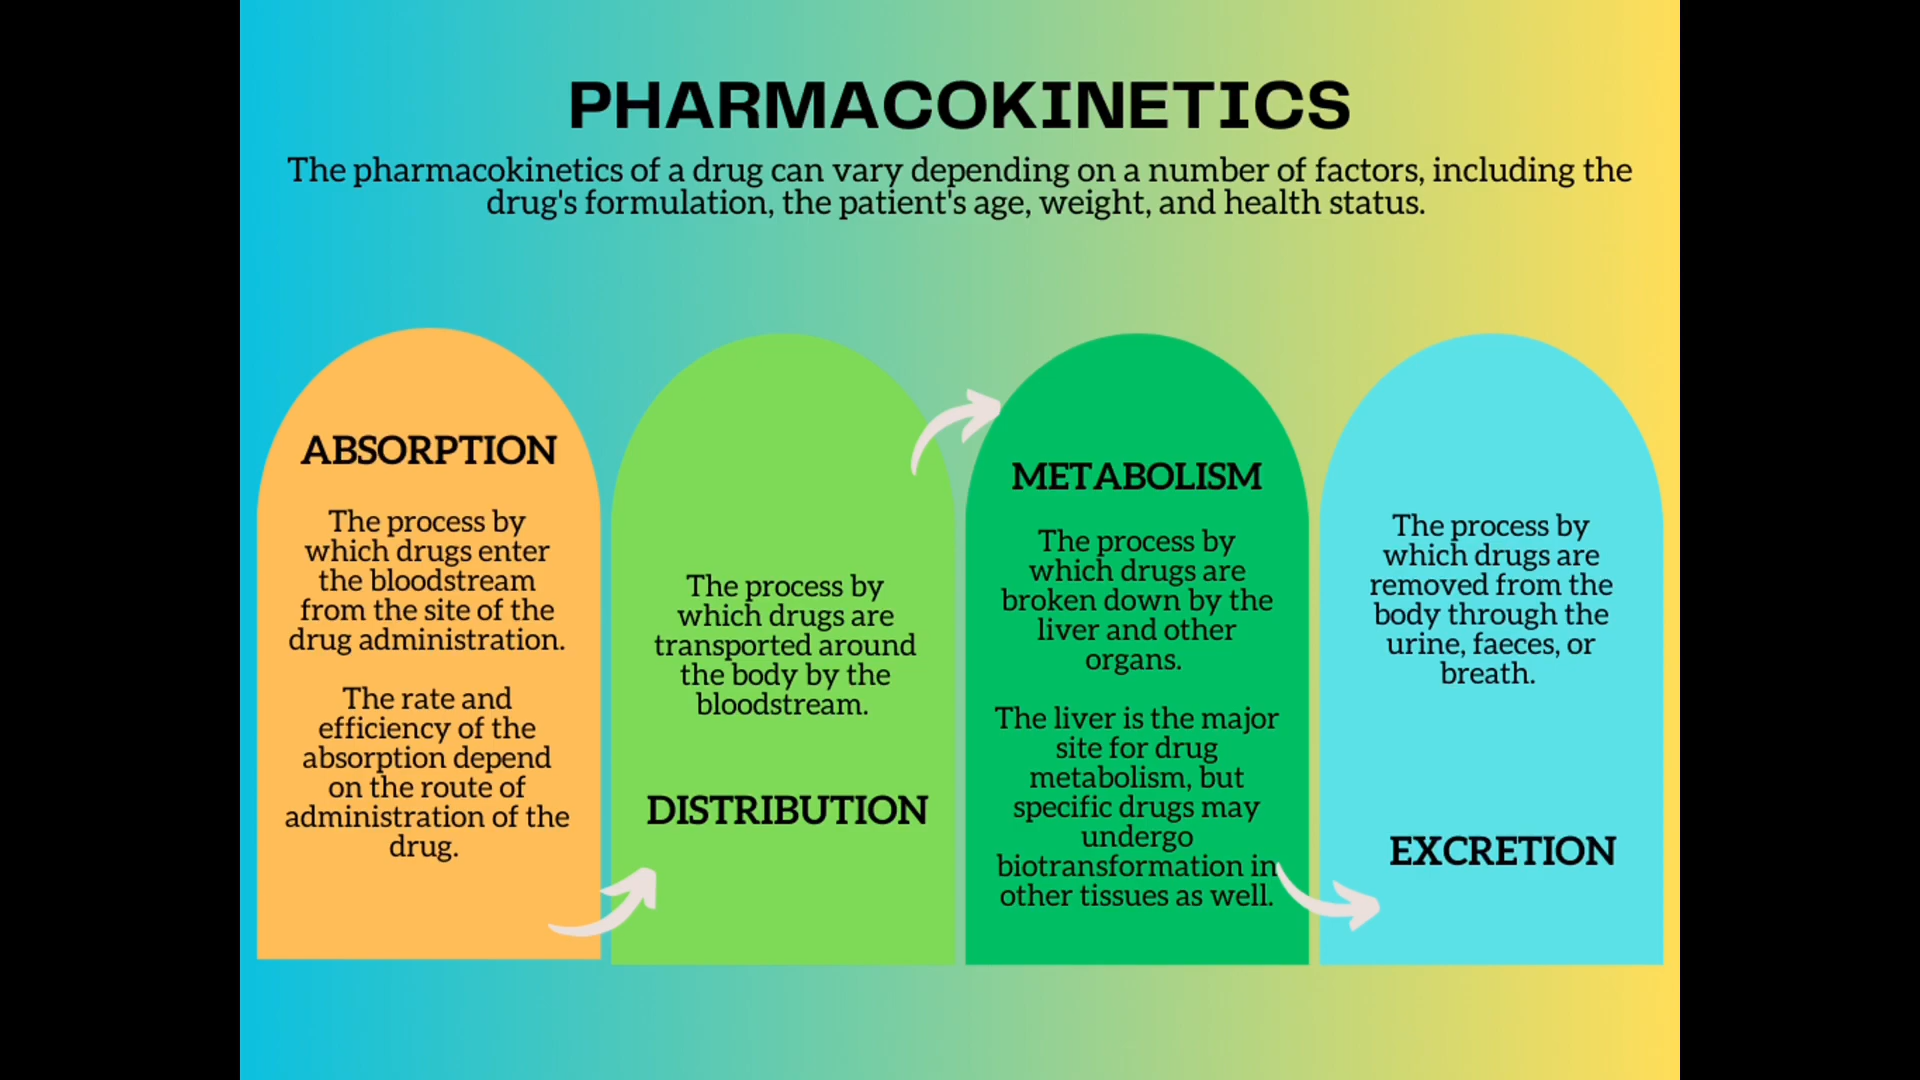 PHARMACOKINETICS
The pharmacokinetics of a drug can vary depending on a number of factors, including the
drug's formulation, the patient's age, weight, and health status.
ABSORPTION
The process by
which drugs enter
the bloodstream
from the site of the
drug administration.
The rate and
efficiency of the
absorption depend
on the route of
administration of the
drug.
The process by
which drugs are
transported around
the body by the
bloodstream.
DISTRIBUTION
METABOLISM
The process by
which drugs are
broken down by the
liver and other
organs.
The liver is the major
site for drug
metabolism, but
specific drugs may
undergo
biotransformation in
other tissues as well.
The process by
which drugs are
removed from the
body through the
urine, faeces, or
breath.
EXCRETION